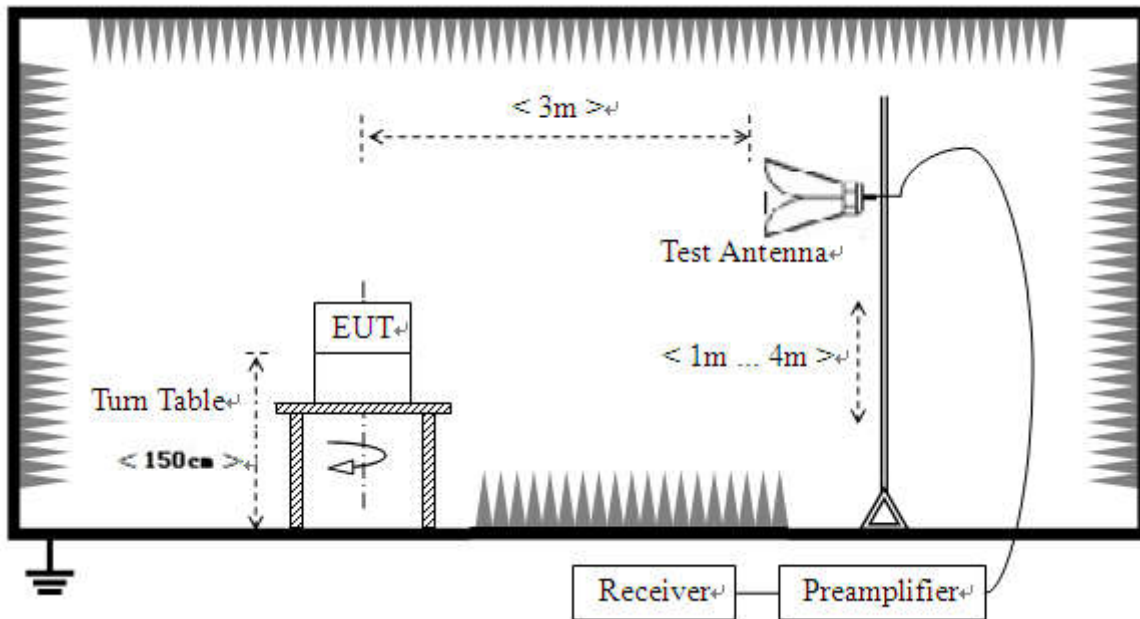 < 3m >
Test Antenna
EUT
< 1m ... 4m >
Turn Table
< 150cm >
Receiver
Preamplifier